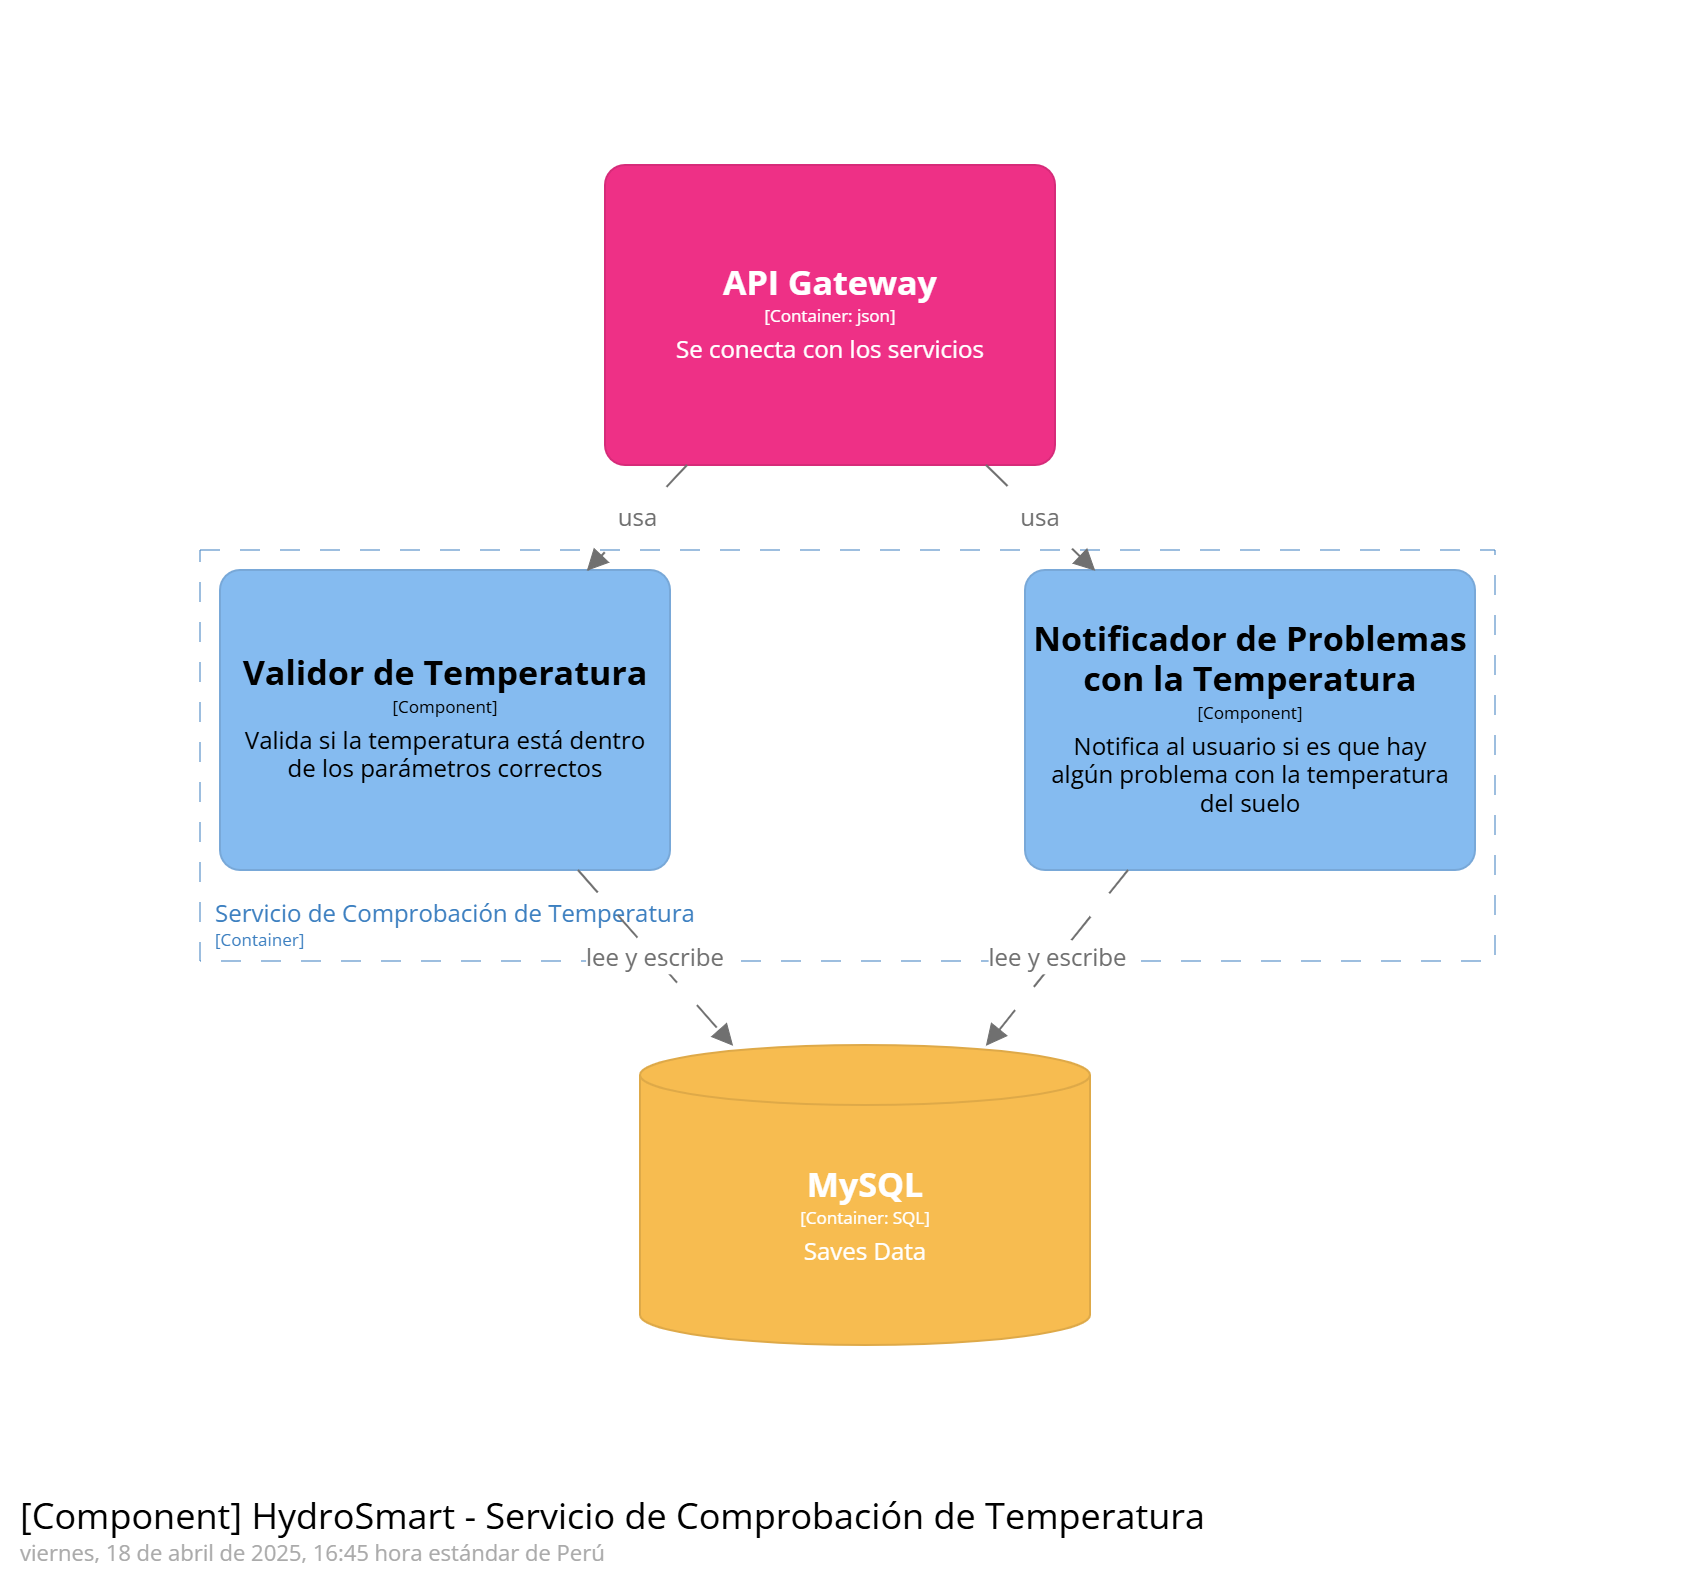 API Gateway
[Container: json]
Se conecta con los servicios
usa
usa
Validor de Temperatura
[Component]
Valida si la temperatura está dentro
de los parámetros correctos
Notificador de Problemas
con la Temperatura
[Component]
Notifica al usuario si es que hay
algún problema con la temperatura
del suelo
Servicio de Comprobación de Temperatura
[Container]
lee y escribe
lee y escribe
MySQL
[Container: SQL]
Saves Data
[Component] HydroSmart - Servicio de Comprobación de Temperatura
viernes, 18 de abril de 2025, 16:45 hora estándar de Perú